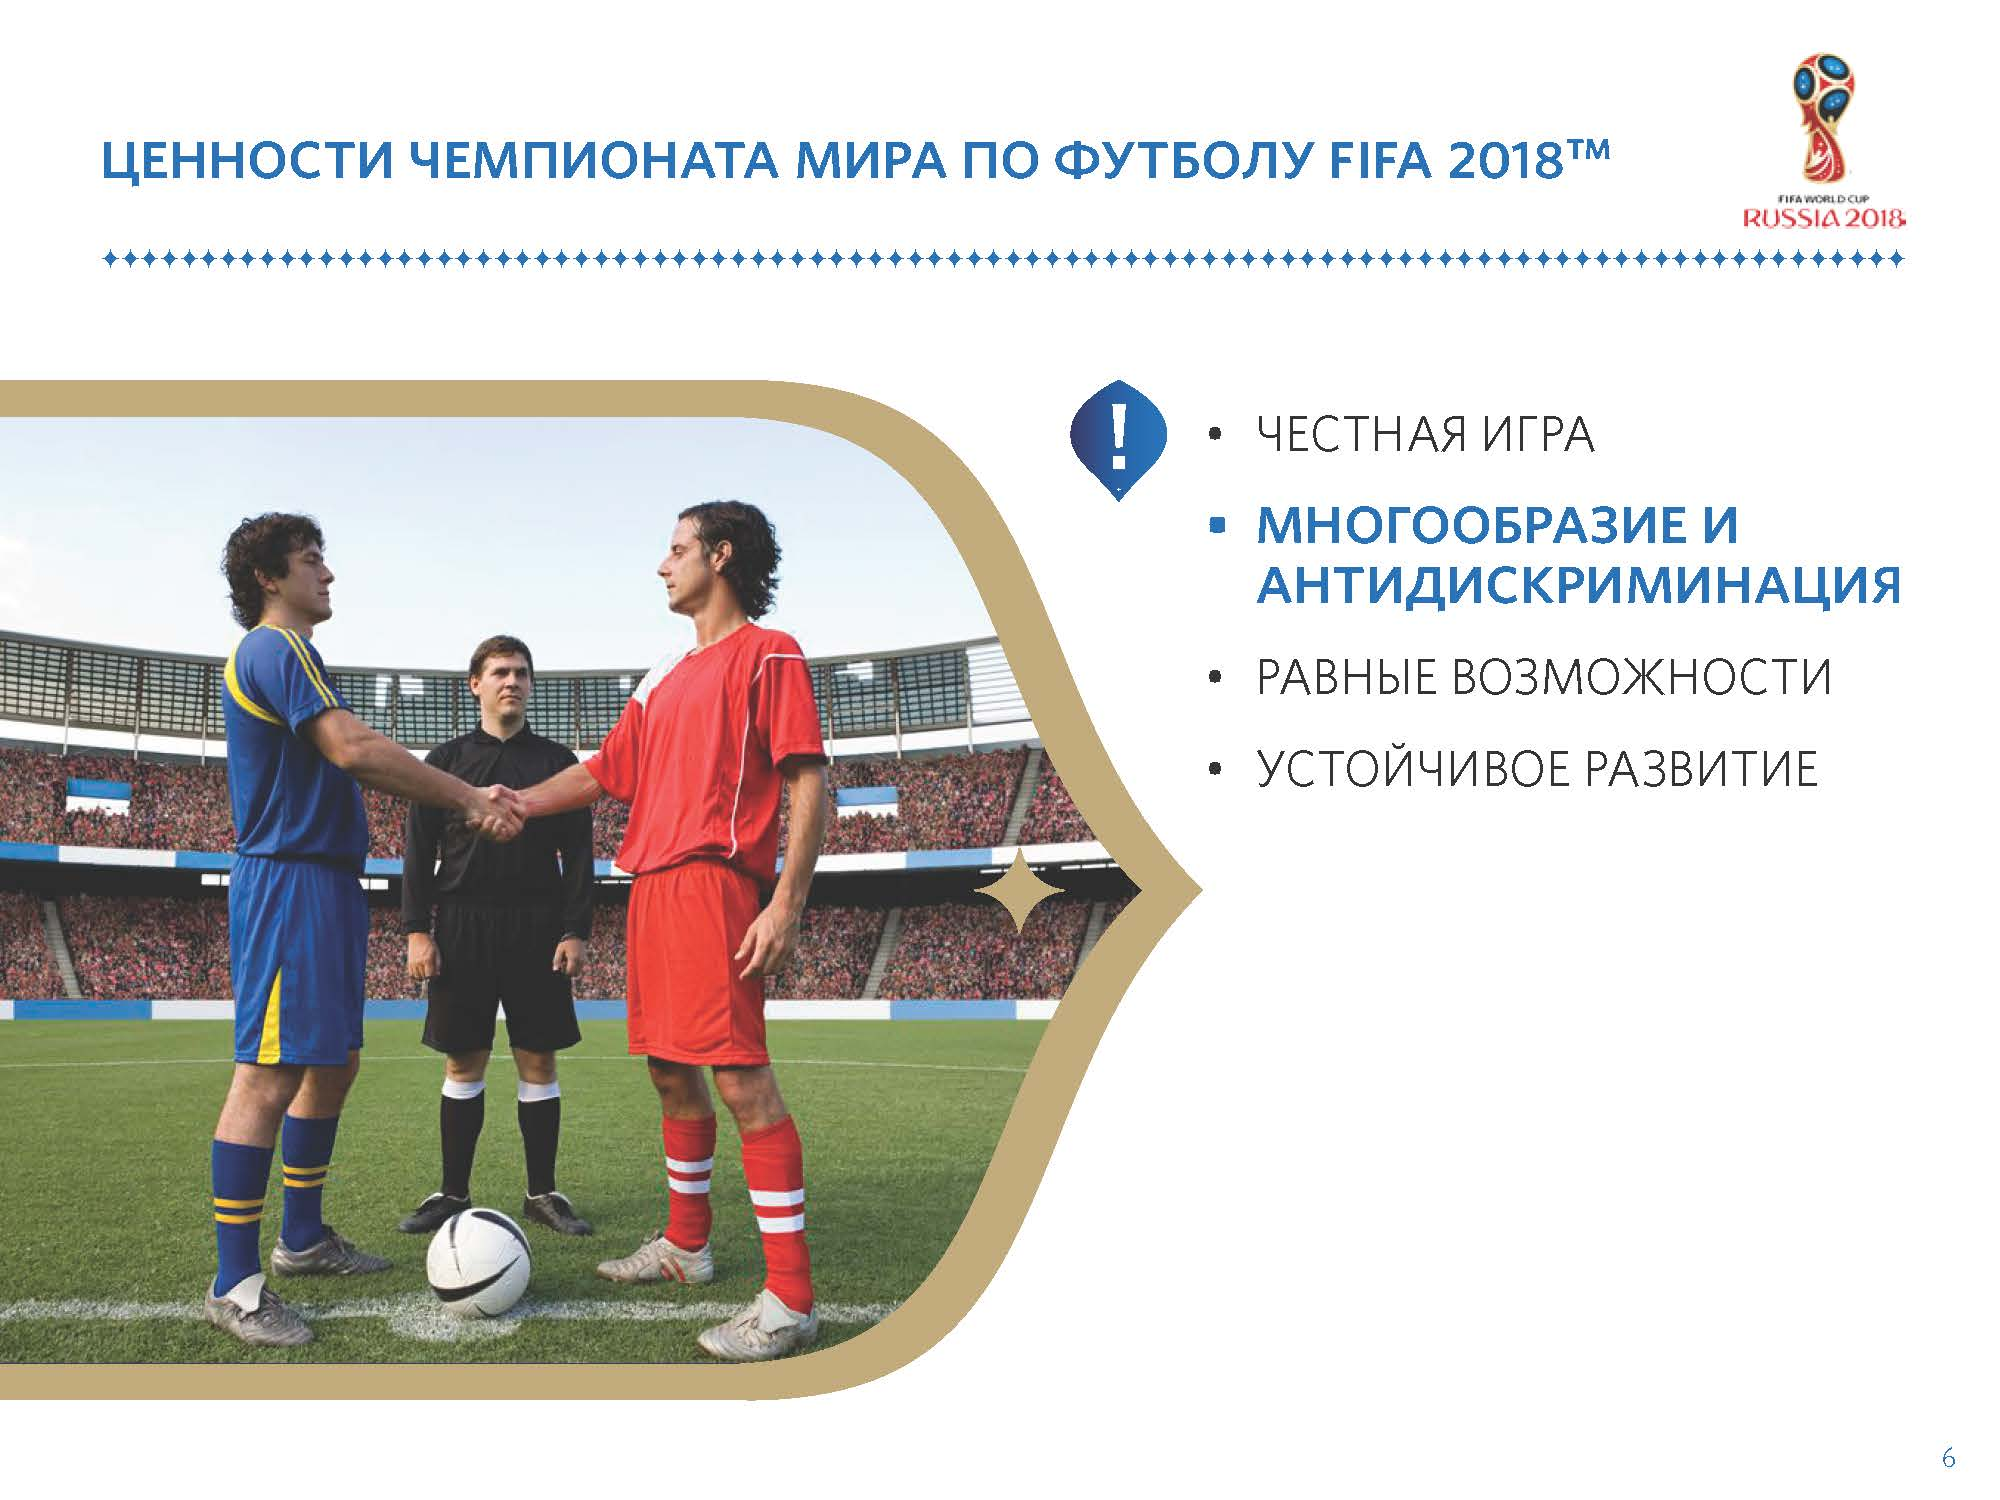 ЦЕННОСТИ ЧЕМПИОНАТА МИРА ПО ФУТБОЛУ FIFA 2018™
FIFA WORLD CUP
RUSSIA 2018
!
• ЧЕСТНАЯ ИГРА
▪ МНОГООБРАЗИЕ И
АНТИДИСКРИМИНАЦИЯ
• РАВНЫЕ ВОЗМОЖНОСТИ
• УСТОЙЧИВОЕ РАЗВИТИЕ
6